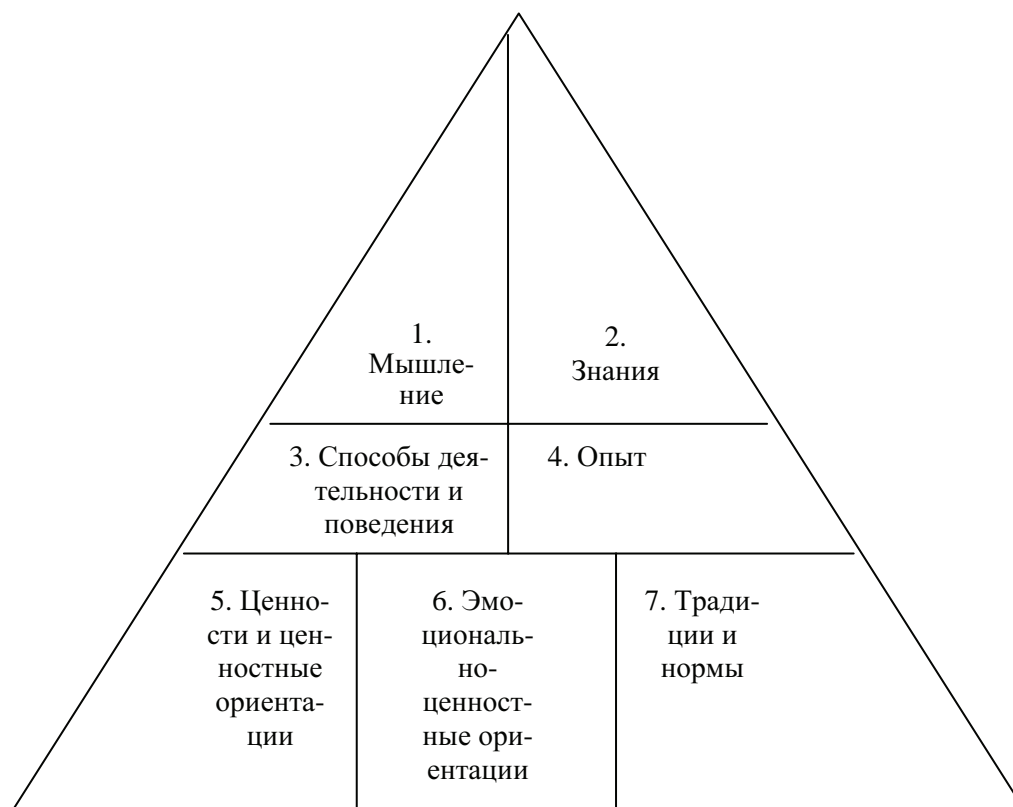 1.
Мышле-
ние
2.
Знания
3. Способы дея-
тельности и
поведения
4. Опыт
5. Ценно-
сти и цен-
ностные
ориента-
ции
6. Эмо-
циональ-
но-
ценност-
ные ори-
ентации
7. Тради-
ции и
нормы